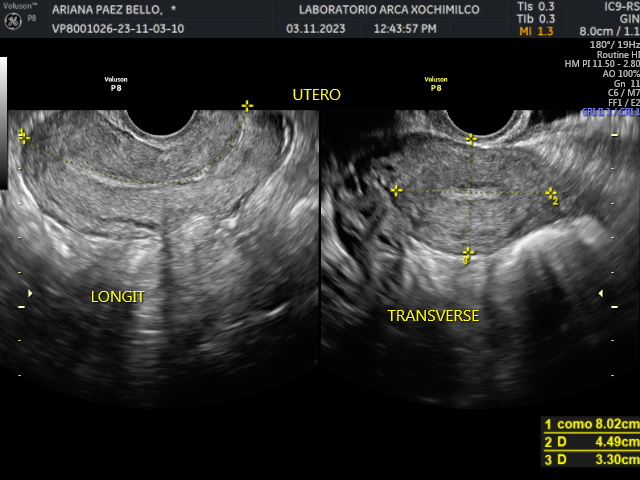 Voluson™
GE P8
ARIANA PAEZ BELLO, *
LABORATORIO ARCA XOCHIMILCO
TIs 0.3
IC9-RS
Tib 0.3
GIN
VP8001026-23-11-03-10
03.11.2023
12:43:57 PM
MI 1.3
8.0cm / 1.1
180°/ 19Hz
Routine HI
HM PI 11.50 - 2.80
AO 100%
Gn 11
C6 / M7
FF1 / E2
Voluson
P8
Voluson
P8
UTERO
2
LONGIT
TRANSVERSE
1 como 8.02cm
2 D 4.49cm
3 D 3.30cm